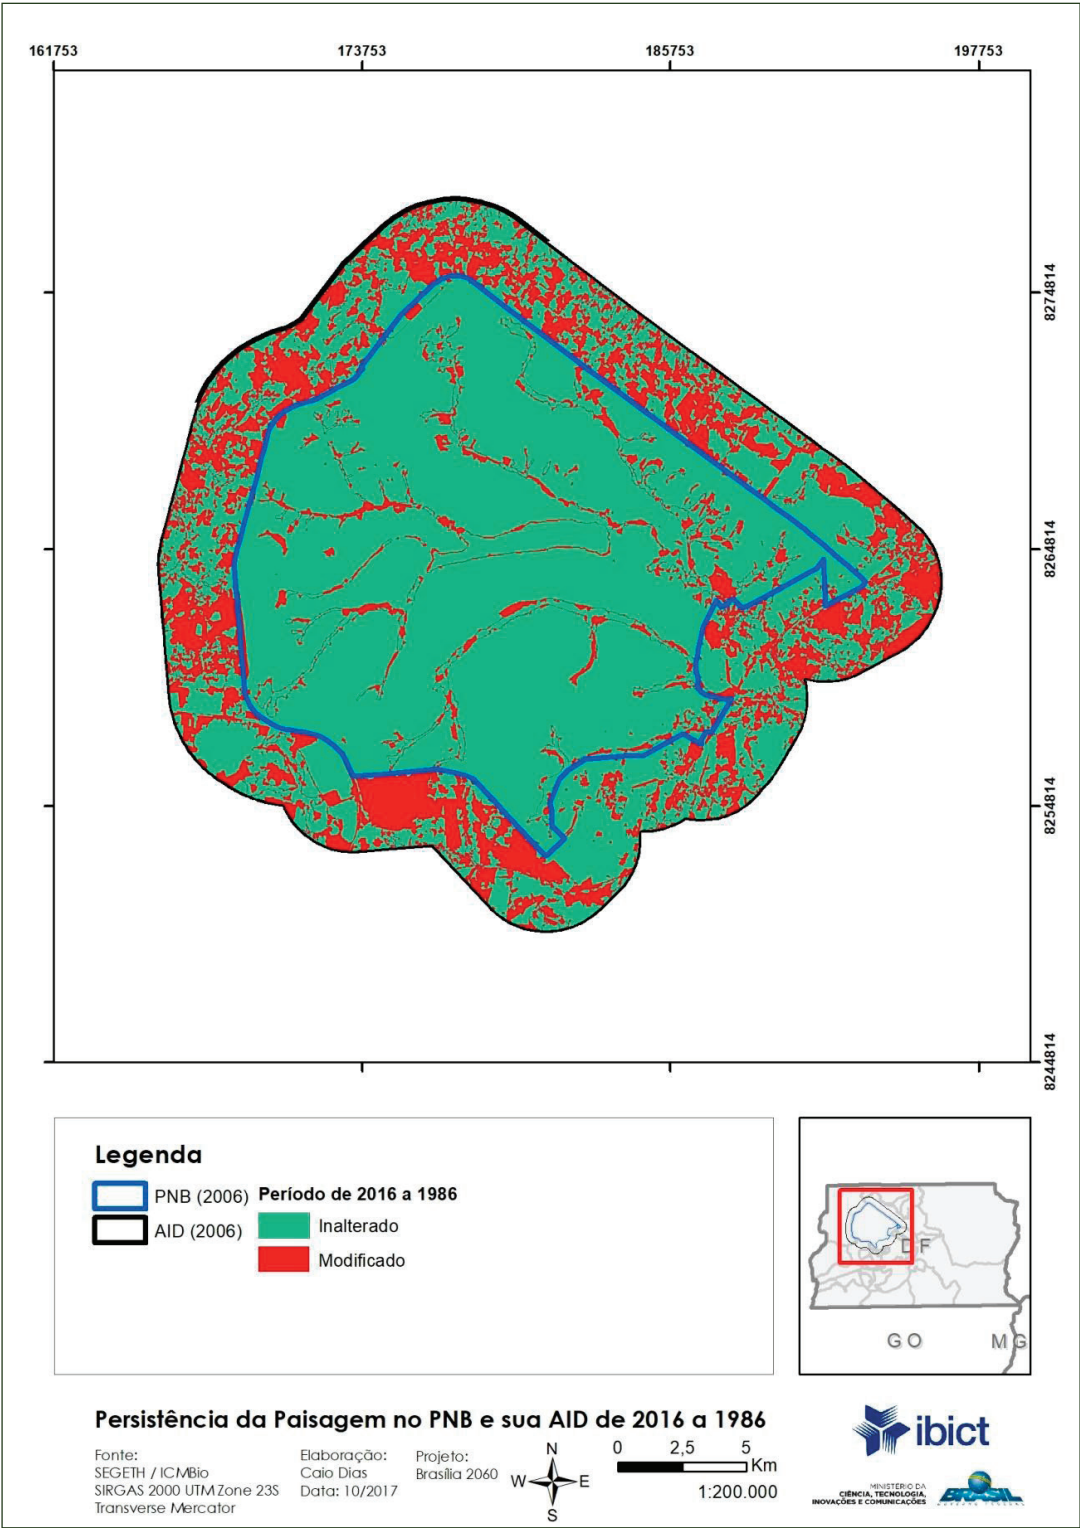 161753
173753
185753
197753
8274814
8264814
8254814
8244814
Legenda
PNB (2006)
AID (2006)
Período de 2016 a 1986
Inalterado
Modificado
DF
GO
MG
Persistência da Paisagem no PNB e sua AID de 2016 a 1986
Fonte:
SEGETH / ICMBio
SIRGAS 2000 UTM Zone 23S
Transverse Mercator
Elaboração:
Caio Dias
Data: 10/2017
Projeto:
Brasília 2060
N
W
E
S
0 2,5 5
Km
1:200.000
ibict
MINISTÉRIO DA
CIÊNCIA, TECNOLOGIA,
INOVAÇÕES E COMUNICAÇÕES
BRASIL